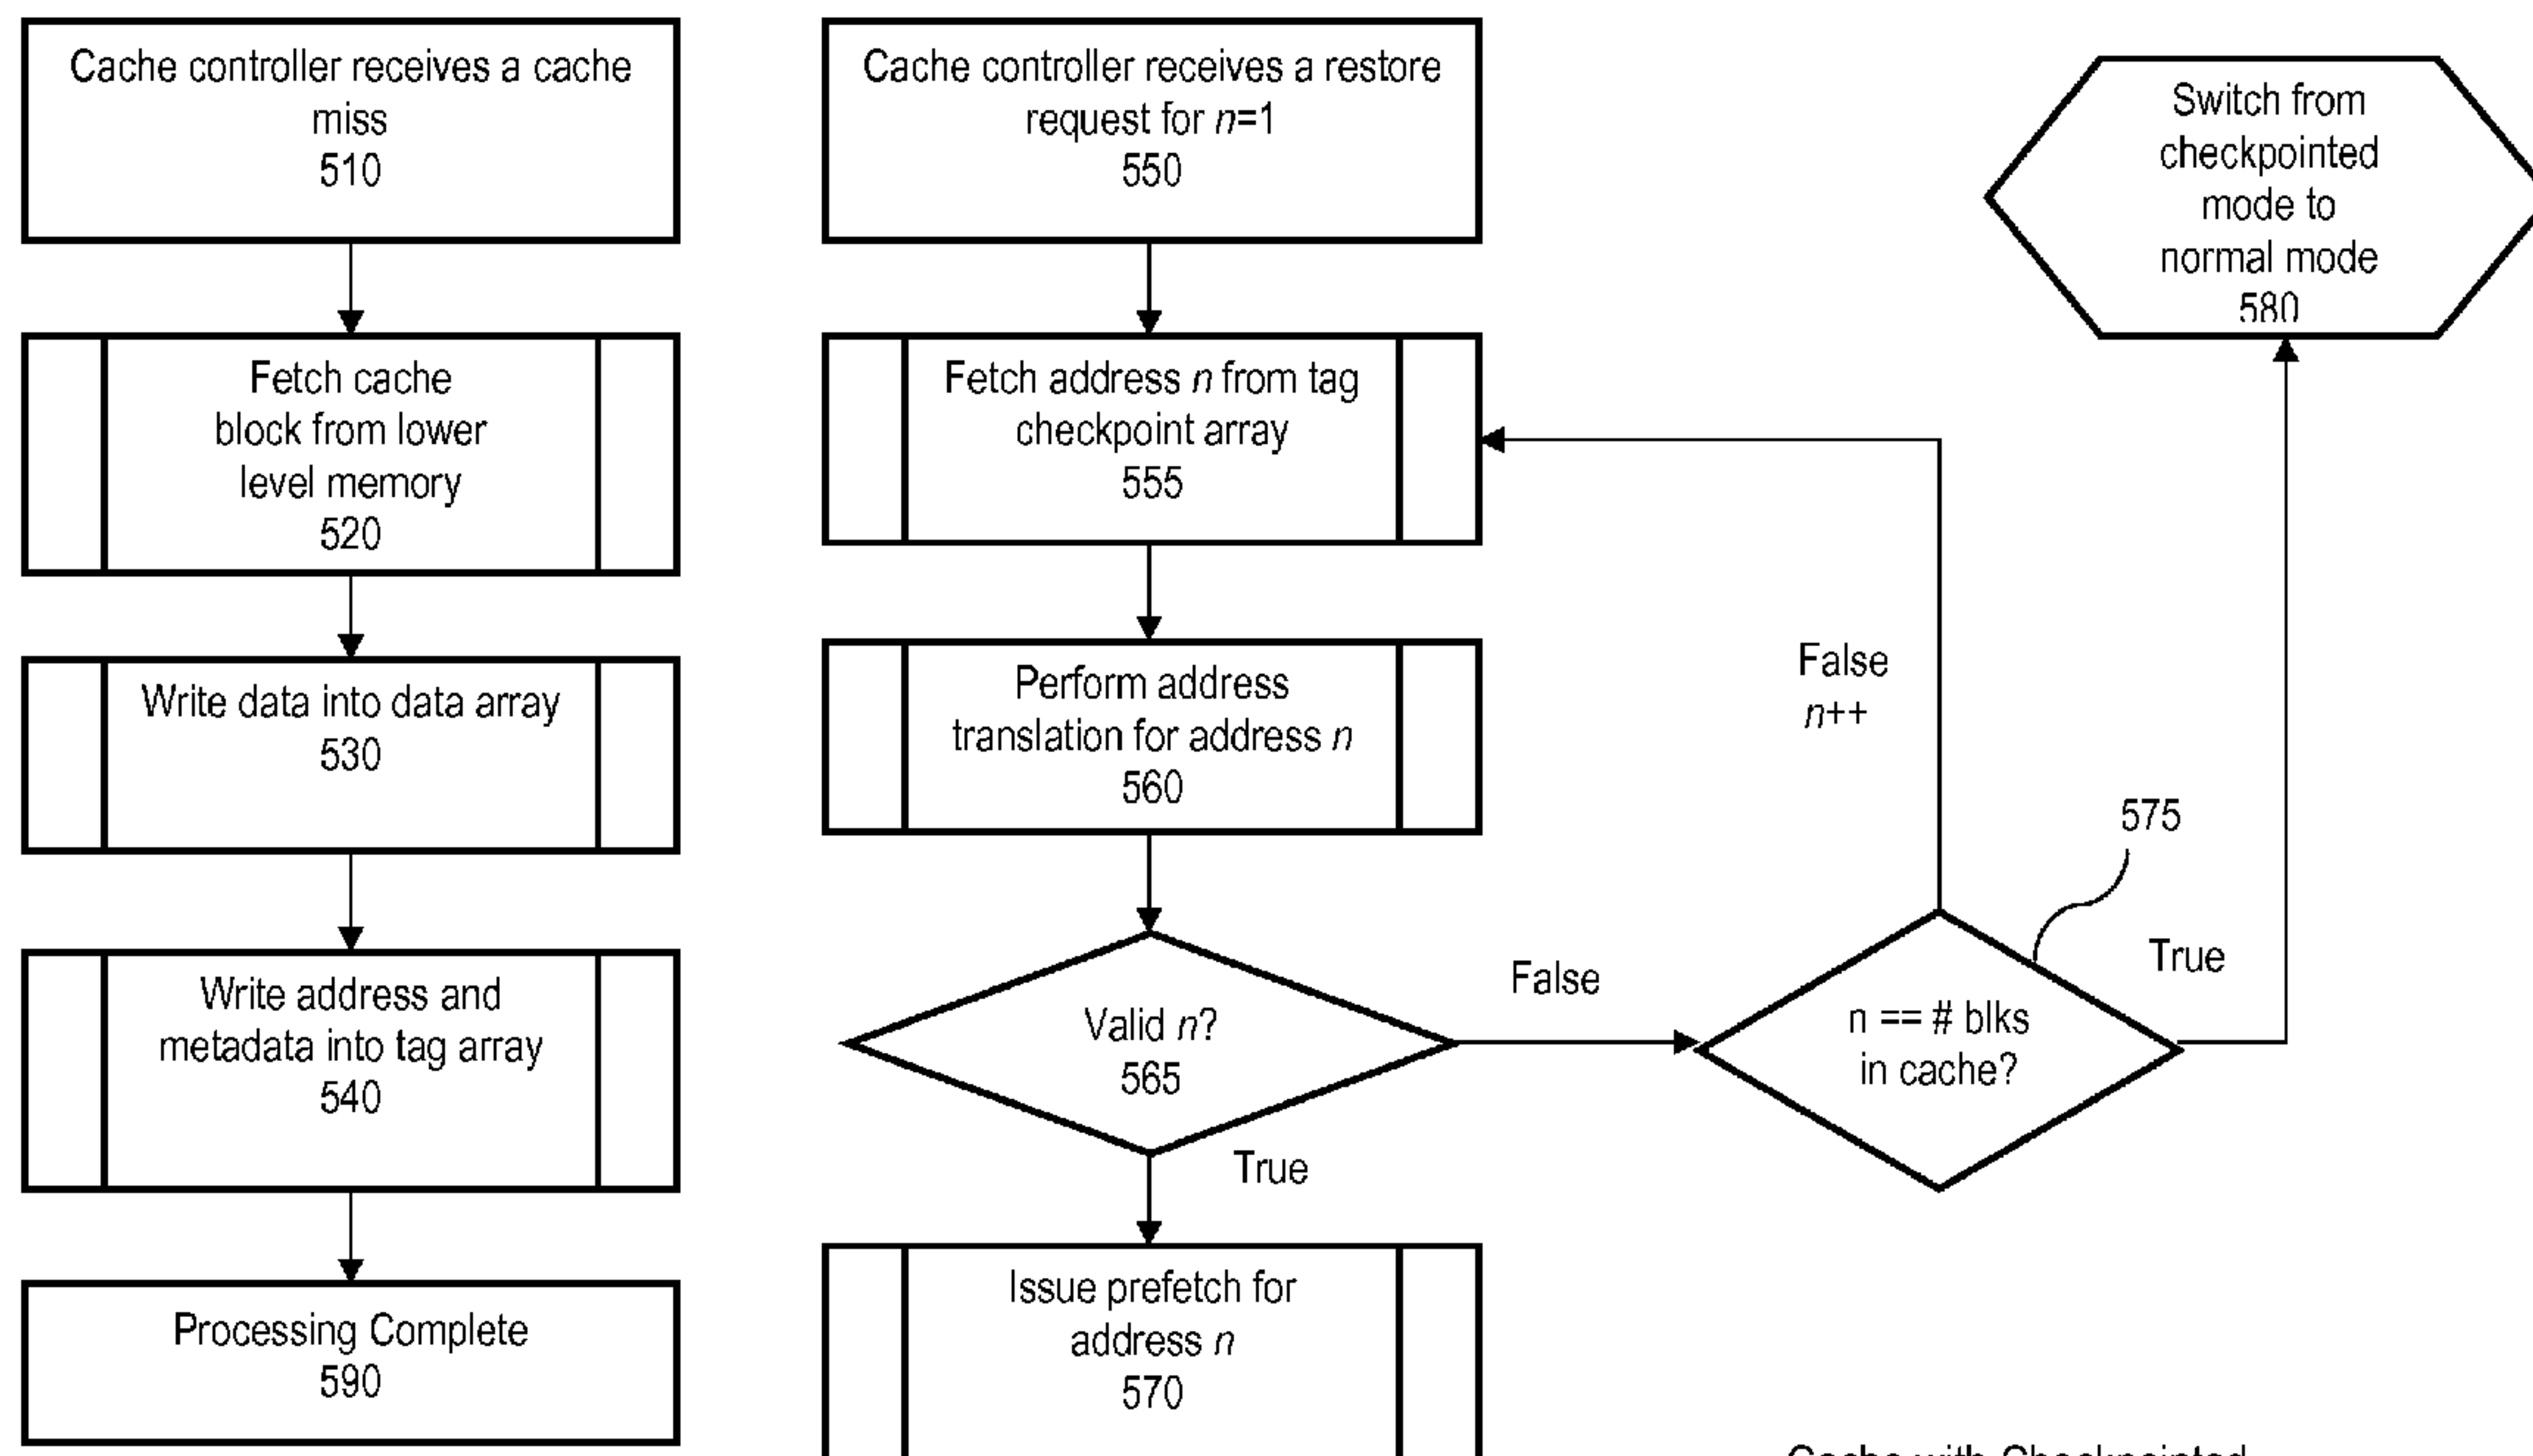 Cache controller receives a cache
miss
510
Fetch cache
block from lower
level memory
520
Write data into data array
530
Write address and
metadata into tag array
540
Processing Complete
590
Cache controller receives a restore
request for n=1
550
Fetch address n from tag
checkpoint array
555
Perform address
translation for address n
560
Valid n?
565
False
True
Issue prefetch for
address n
570
n == # blks
in cache?
575
False
n++
True
Switch from
checkpointed
mode to
normal mode
580
Cache with Checkpointed